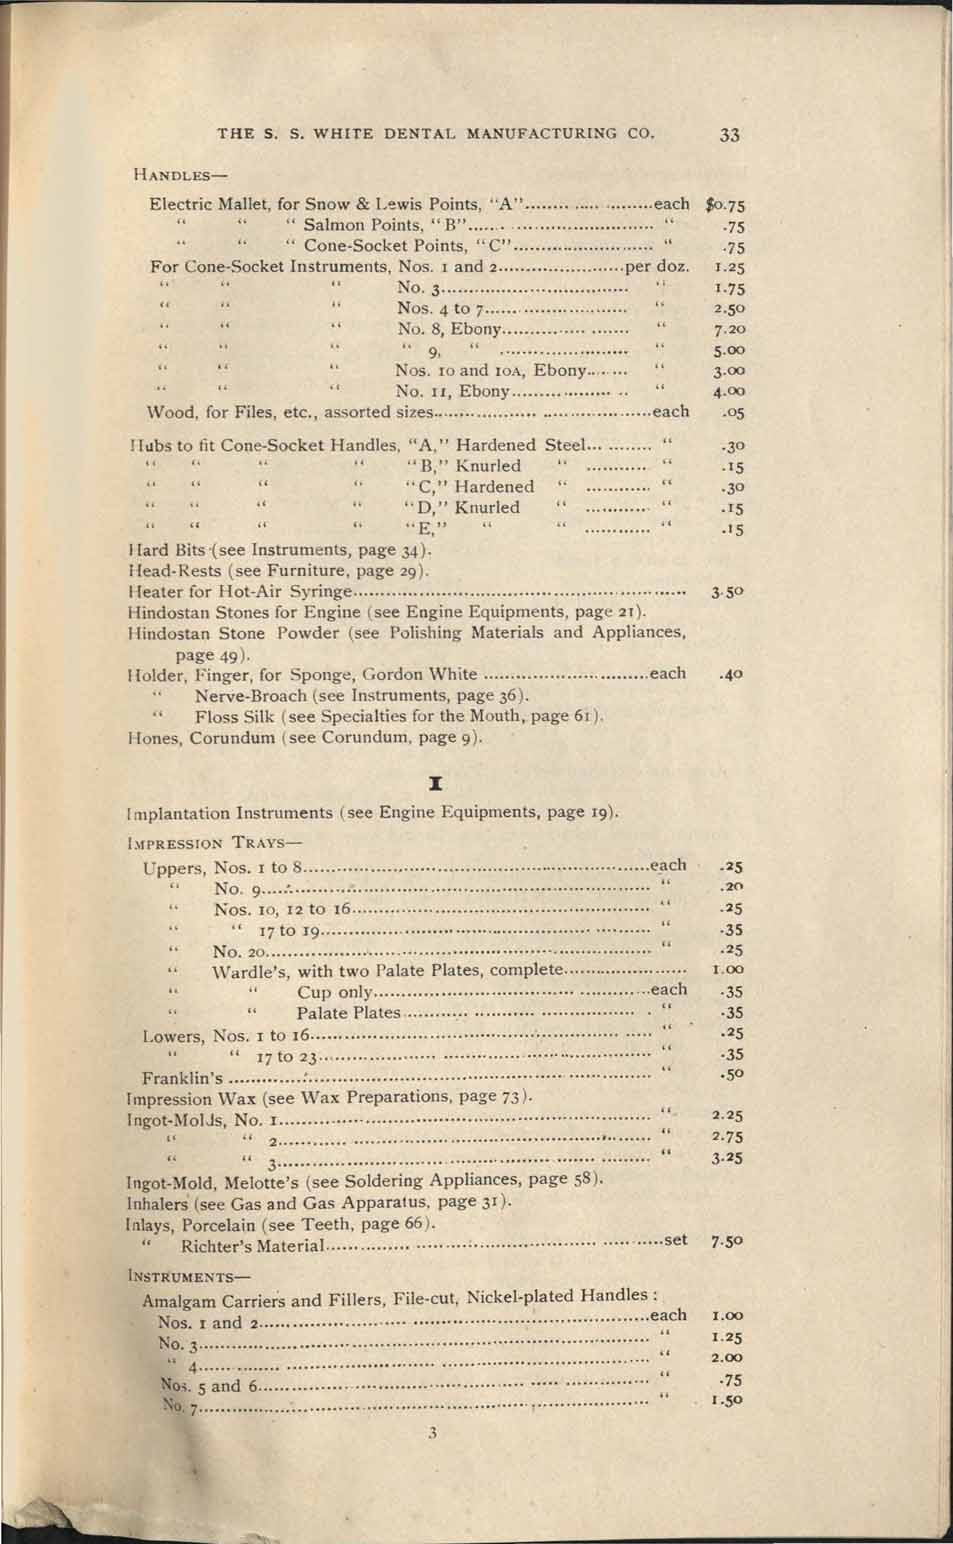 THE S. S. WHITE DENTAL MANUFACTURING CO. 33
HANDLES—
Electric Mallet, for Snow & Lewis Points, “A”.......................each $0.75
“ “ “ Salmon Points, “B”.................................. “ .75
“ “ “ Cone-Socket Points, “C”.......................... “ .75
For Cone-Socket Instruments, Nos. 1 and 2.......................per doz. 1.25
“ “ “ No. 3.................................. “ 1.75
“ “ “ Nos. 4 to 7.......................... “ 2.50
“ “ “ No. 8, Ebony....................... “ 7.20
“ “ “ “ 9, “ ....................... “ 5.00
“ “ “ Nos. 10 and 10A, Ebony....... “ 3.00
“ “ “ No. 11, Ebony..................... “ 4.00
Wood, for Files, etc., assorted sizes.......................................each .05
Hubs to fit Cone-Socket Handles, “A,” Hardened Steel........... “ .30
“ “ “ “ “B,” Knurled “ ............ “ .15
“ “ “ “ “C,” Hardened “ ............ “ .30
“ “ “ “ “D,” Knurled “ ............ “ .15
“ “ “ “ “E,” “ “ ............ “ .15
Hard Bits (see Instruments, page 34).
Head-Rests (see Furniture, page 29).
Heater for Hot-Air Syringe............................................................. 3.50
Hindostan Stones for Engine (see Engine Equipments, page 21).
Hindostan Stone Powder (see Polishing Materials and Appliances,
page 49).
Holder, Finger, for Sponge, Gordon White ..............................each .40
“ Nerve-Broach (see Instruments, page 36).
“ Floss Silk (see Specialties for the Mouth, page 61).
Hones, Corundum (see Corundum, page 9).
I
Implantation Instruments (see Engine Equipments, page 19).
IMPRESSION TRAYS—
Uppers, Nos. 1 to 8...............................................................each .25
“ No. 9....................................................................... “ .20
“ Nos. 10, 12 to 16...................................................... “ .25
“ “ 17 to 19............................................................ “ .35
“ No. 20...................................................................... “ .25
“ Wardle's, with two Palate Plates, complete...................... 1.00
“ “ Cup only..................................................each .35
“ “ Palate Plates............................................. “ .35
Lowers, Nos. 1 to 16.............................................................. “ .25
“ “ 17 to 23............................................................ “ .35
Franklin's ............................................................................. “ .50
Impression Wax (see Wax Preparations, page 73).
Ingot-Molds, No. 1.................................................................... “ 2.25
“ “ 2.................................................................... “ 2.75
“ “ 3.................................................................... “ 3.25
Ingot-Mold, Melotte's (see Soldering Appliances, page 58).
Inhalers (see Gas and Gas Apparatus, page 31).
Inlays, Porcelain (see Teeth, page 66).
“ Richter's Material.............................................................set 7.50
INSTRUMENTS—
Amalgam Carriers and Fillers, File-cut, Nickel-plated Handles:
Nos. 1 and 2.......................................................................each 1.00
No. 3.................................................................................. “ 1.25
“ 4.................................................................................. “ 2.00
Nos. 5 and 6....................................................................... “ .75
No. 7.................................................................................. “ 1.50
3